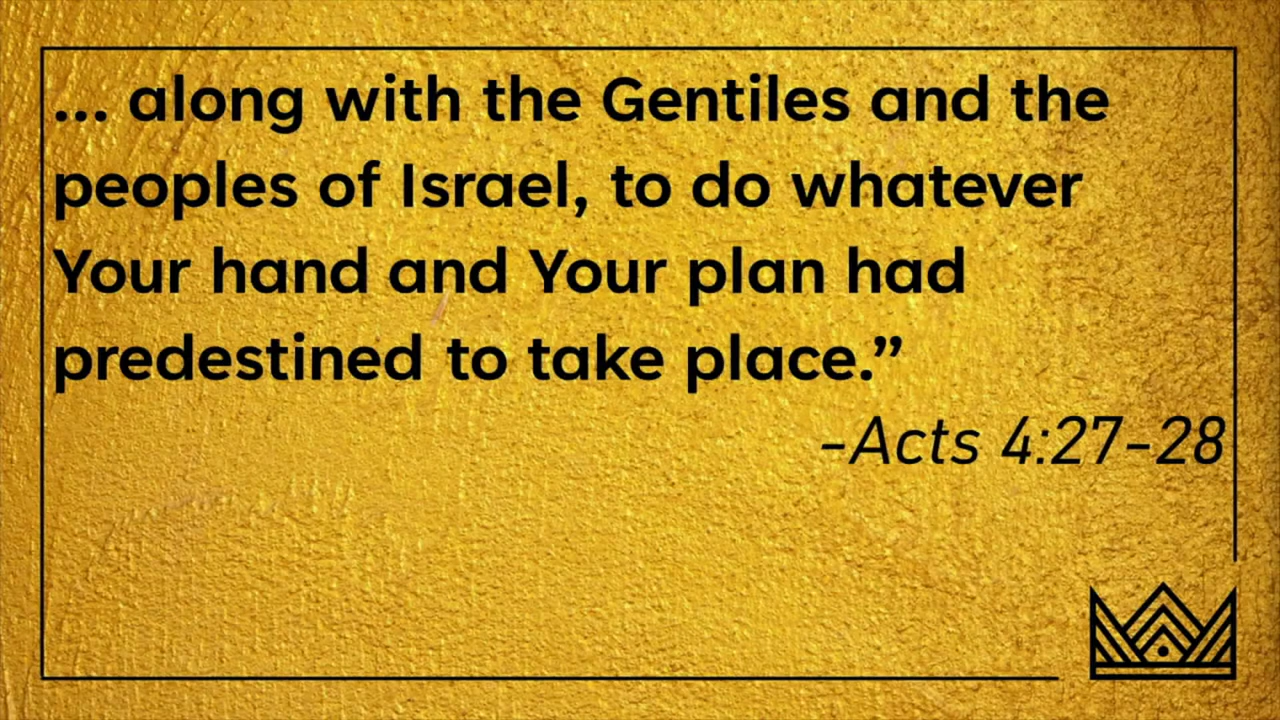 ... along with the Gentiles and the
peoples of Israel, to do whatever
Your hand and Your plan had
predestined to take place.”
–Acts 4:27–28